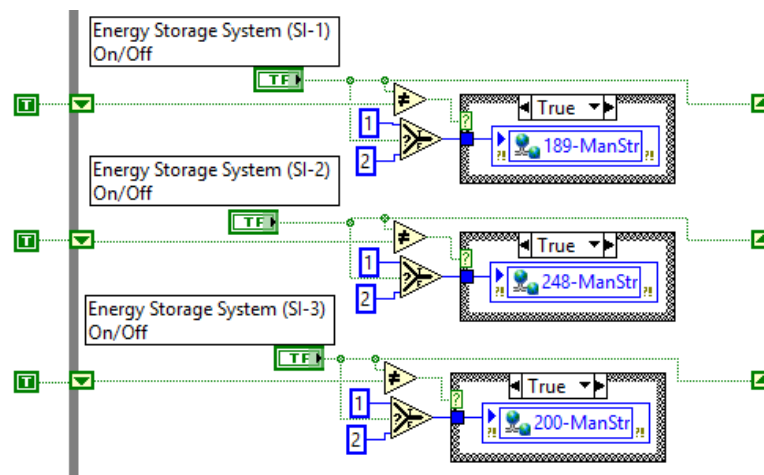 Energy Storage System (SI-1)
On/Off
TF
T
≠
True
?
1
?
T
F
189-ManStr
?!
?!
2
Energy Storage System (SI-2)
On/Off
TF
T
≠
True
?
1
?
T
F
248-ManStr
?!
?!
2
Energy Storage System (SI-3)
On/Off
TF
T
≠
True
?
1
?
T
F
200-ManStr
?!
?!
2